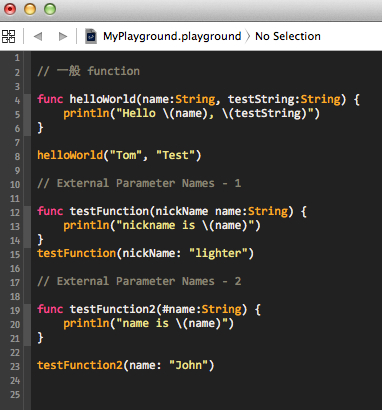 MyPlayground.playground No Selection
1
2 // 一般 function
3
4 func helloWorld(name:String, testString:String) {
5     println("Hello \(name), \(testString)")
6 }
7
8 helloWorld("Tom", "Test")
9
10 // External Parameter Names - 1
11
12 func testFunction(nickName name:String) {
13     println("nickname is \(name)")
14 }
15 testFunction(nickName: "lighter")
16
17 // External Parameter Names - 2
18
19 func testFunction2(#name:String) {
20     println("name is \(name)")
21 }
22
23 testFunction2(name: "John")
24
25